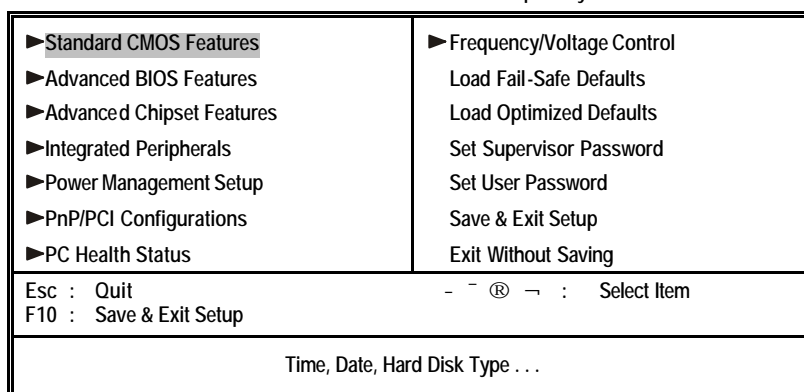 ►Standard CMOS Features
►Advanced BIOS Features
►Advanced Chipset Features
►Integrated Peripherals
►Power Management Setup
►PnP/PCI Configurations
►PC Health Status
►Frequency/Voltage Control
Load Fail-Safe Defaults
Load Optimized Defaults
Set Supervisor Password
Set User Password
Save & Exit Setup
Exit Without Saving
Esc : Quit
F10 : Save & Exit Setup
- ¯ ® ¬ : Select Item
Time, Date, Hard Disk Type . . .